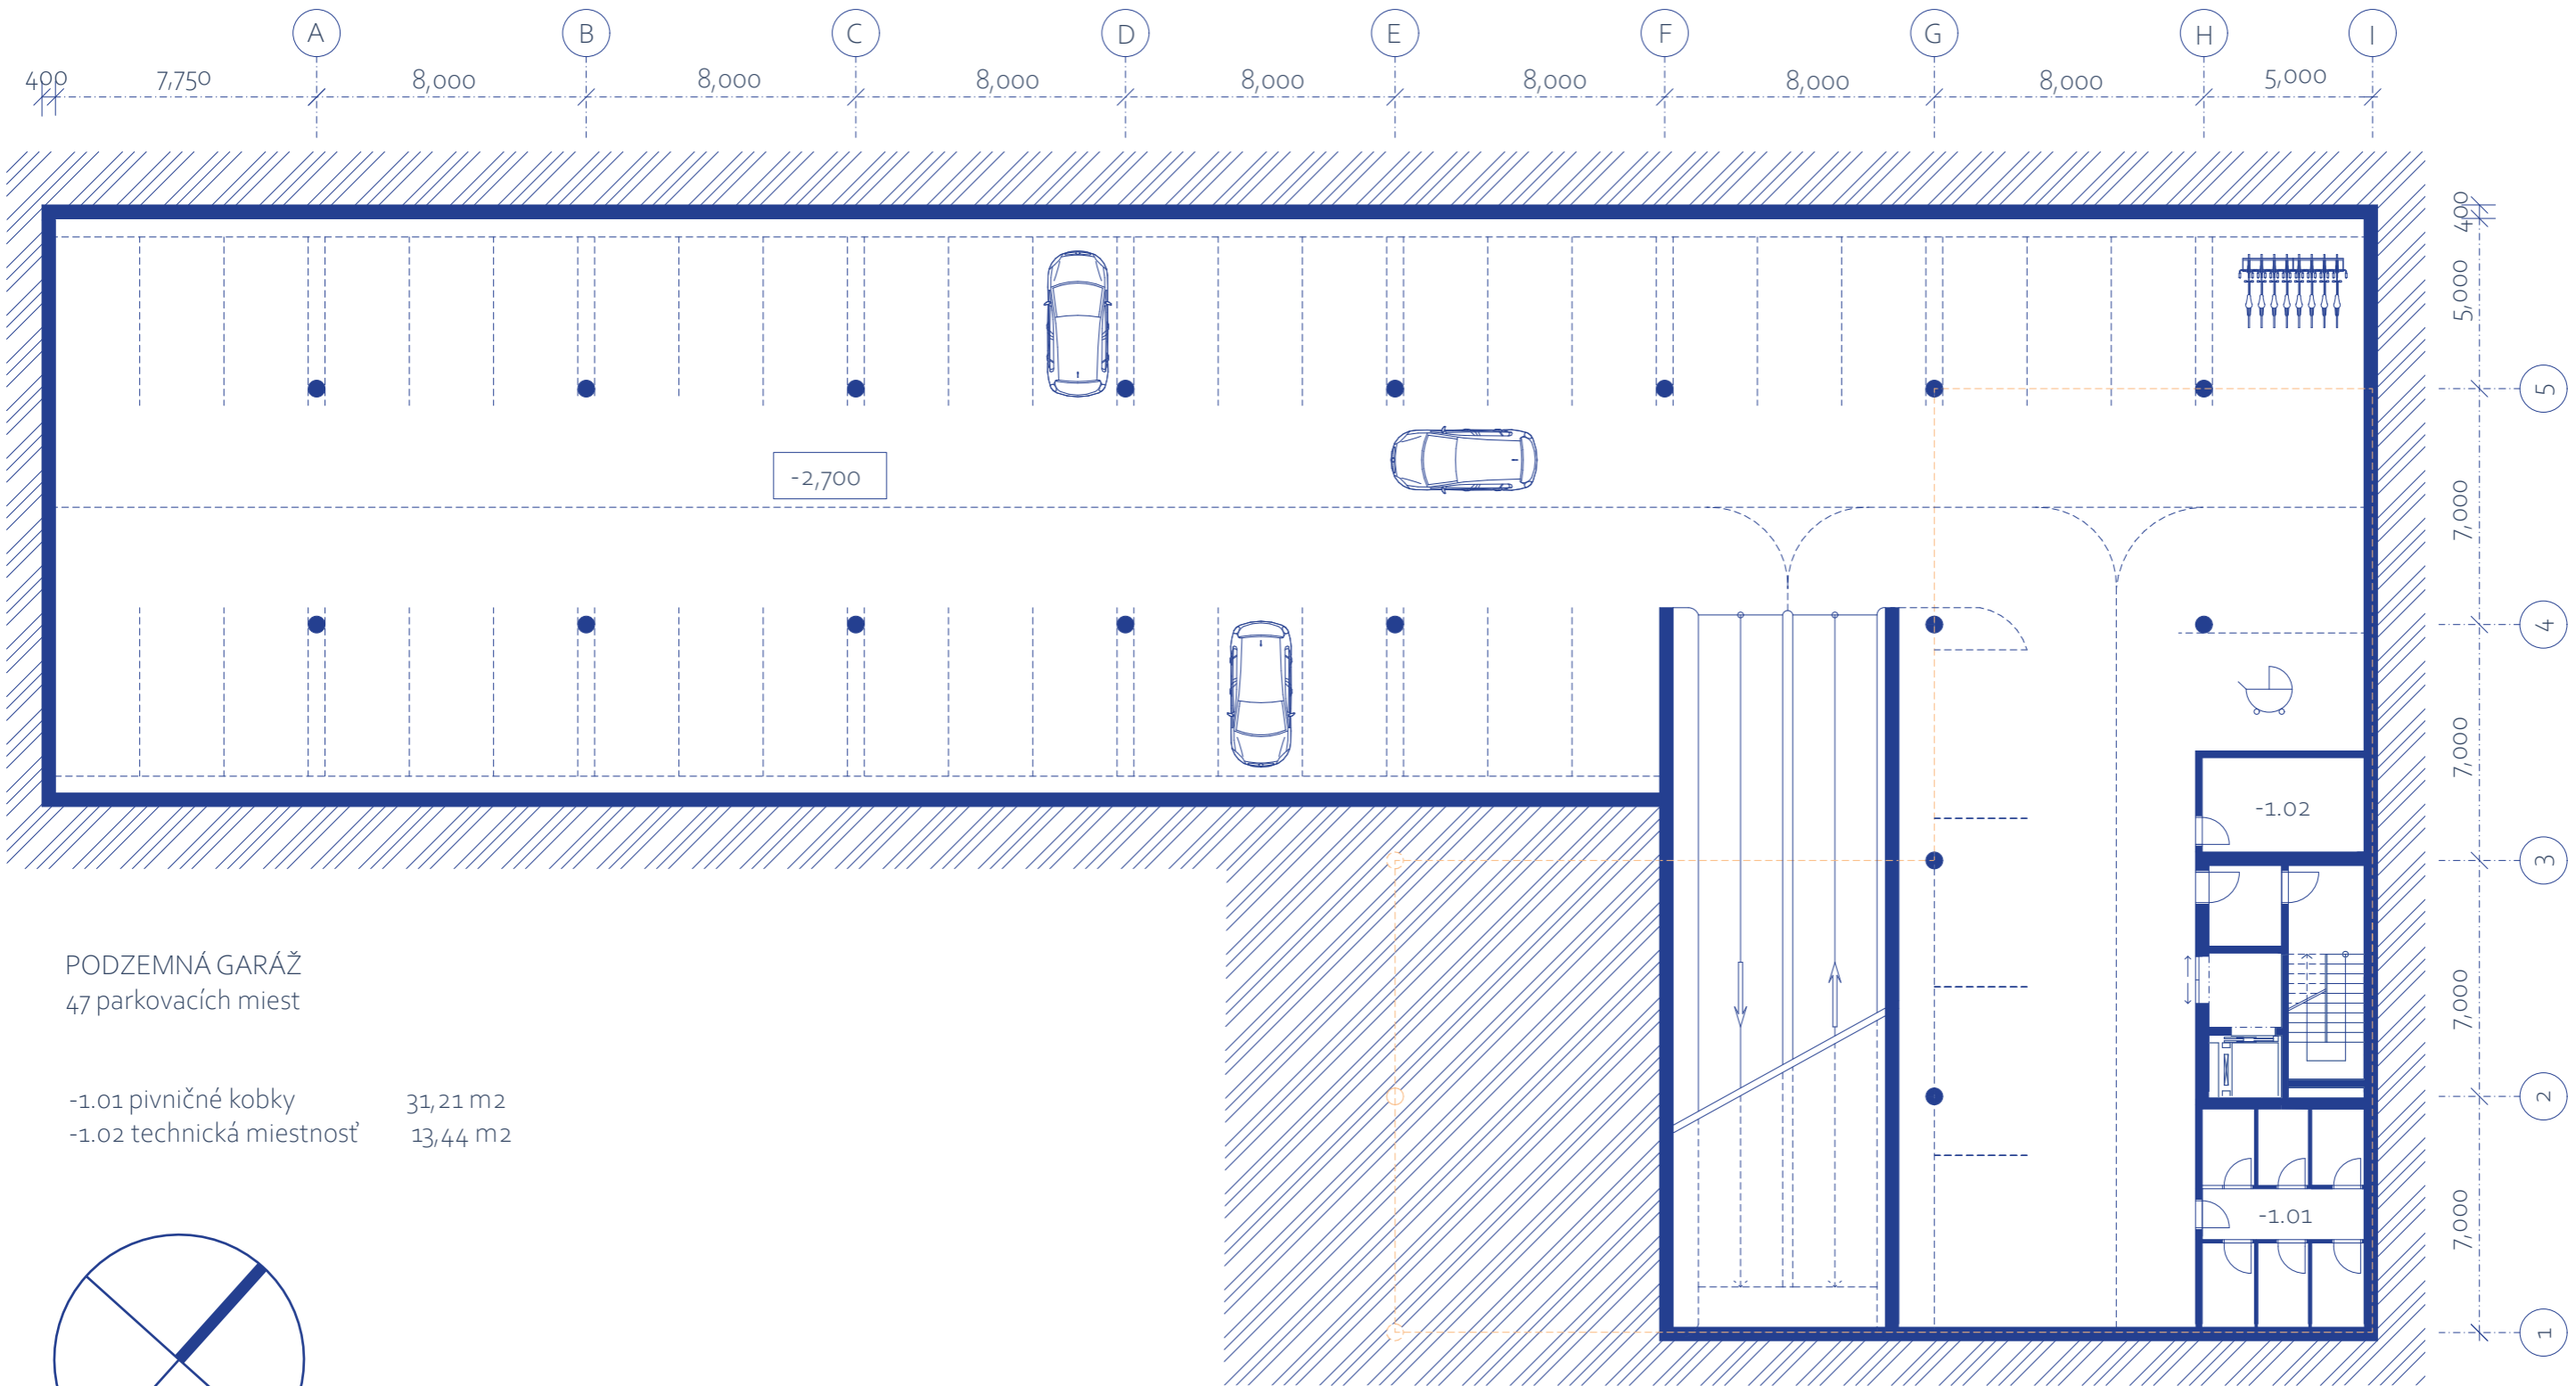 A B C D E F G H I
400 7,750 8,000 8,000 8,000 8,000 8,000 8,000 8,000 5,000
400
5,000
5
-2,700
7,000
4
7,000
-1.02
3
PODZEMNÁ GARÁŽ
47 parkovacích miest
7,000
-1.01 pivničné kobky 31,21 m2
2
-1.02 technická miestnosť 13,44 m2
7,000
-1.01
1